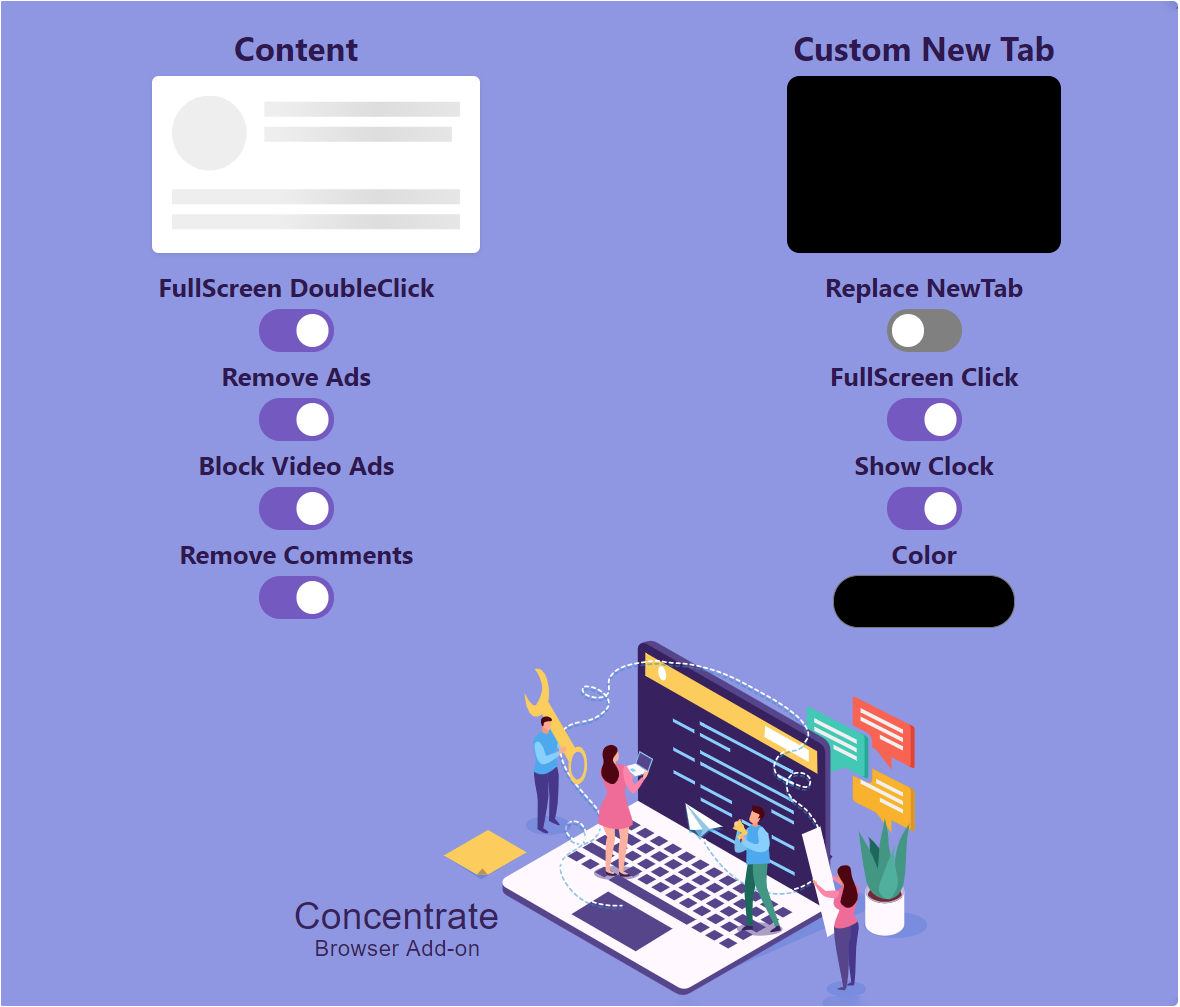 Content
FullScreen DoubleClick
Remove Ads
Block Video Ads
Remove Comments
Custom New Tab
Replace NewTab
FullScreen Click
Show Clock
Color
Concentrate
Browser Add-on